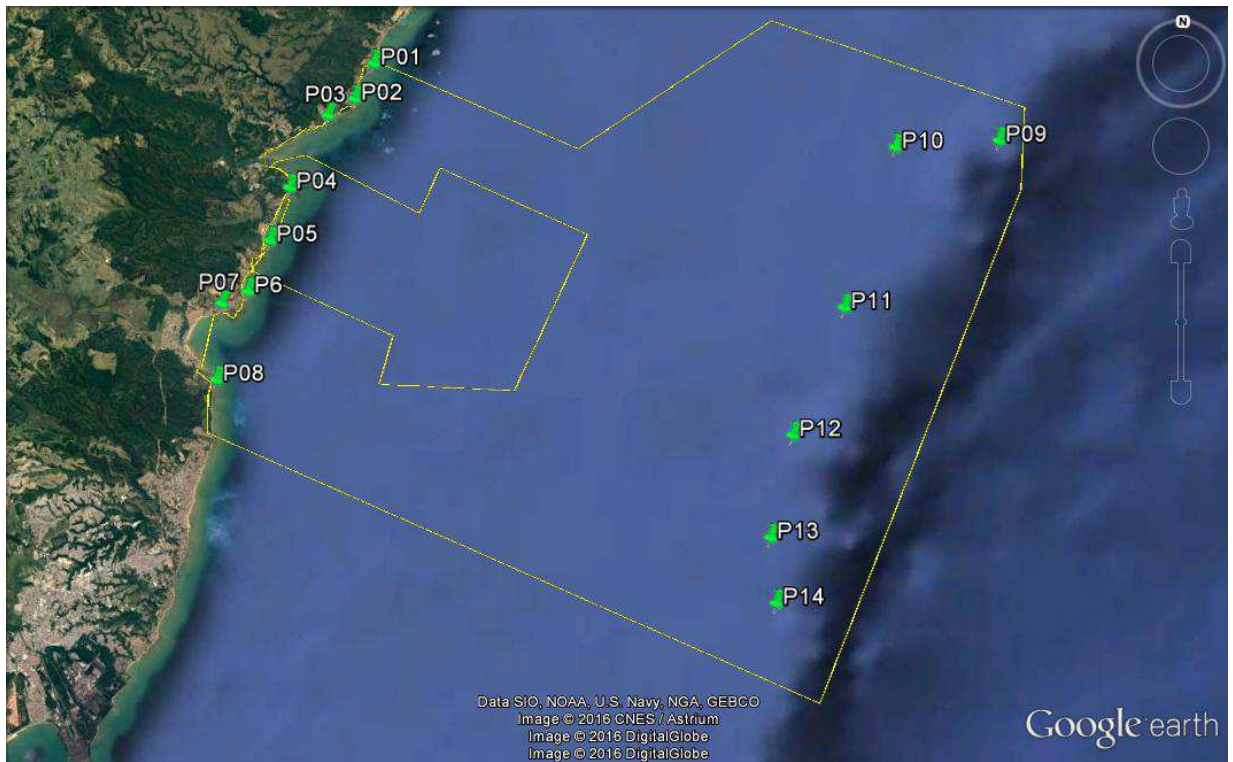 N
P01
P02
P03
P10
P09
P04
P05
P07
P6
P11
P08
P12
P13
P14
Data SIO, NOAA, U.S. Navy, NGA, GEBCO
Image © 2016 CNES / Astrium
Image © 2016 DigitalGlobe
Image © 2016 DigitalGlobe
Google earth